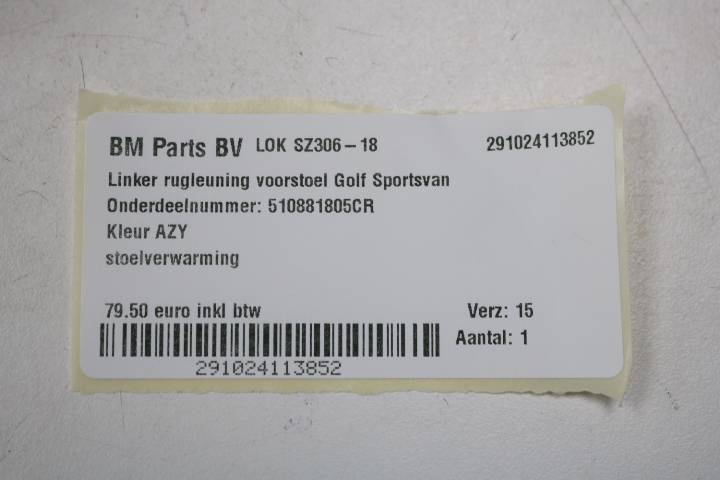 BM Parts BV LOK SZ306-18 291024113852
Linker rugleuning voorstoel Golf Sportsvan
Onderdeelnummer: 510881805CR
Kleur AZY
stoelverwarming
79.50 euro inkl btw Verz: 15
Aantal: 1
291024113852